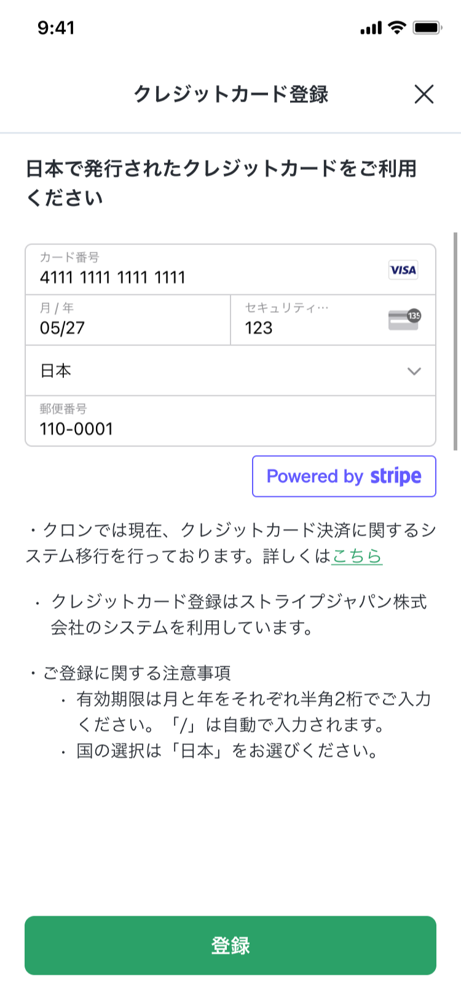 9:41
クレジットカード登録
日本で発行されたクレジットカードをご利用
ください
カード番号
4111 1111 1111 1111
VISA
月 / 年
05/27
セキュリティ…
123
135
日本
郵便番号
110-0001
Powered by stripe
・クロンでは現在、クレジットカード決済に関するシ
ステム移行を行っております。詳しくはこちら
・クレジットカード登録はストライプジャパン株式
会社のシステムを利用しています。
・ご登録に関する注意事項
・有効期限は月と年をそれぞれ半角2桁でご入力
ください。「/」は自動で入力されます。
・国の選択は「日本」をお選びください。
登録